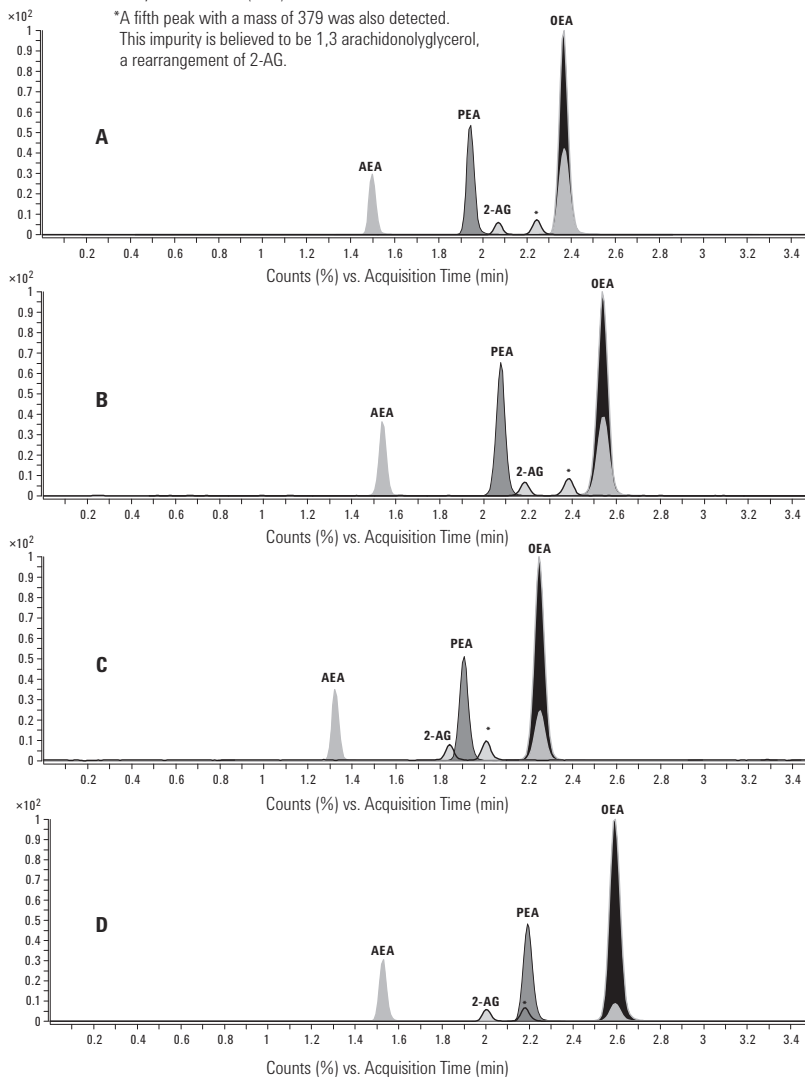 *A fifth peak with a mass of 379 was also detected.
This impurity is believed to be 1,3 arachidonolyglycerol,
a rearrangement of 2-AG.
×10²
1
0.9
0.8
0.7
0.6
0.5
0.4
0.3
0.2
0.1
0
A
AEA
PEA
2-AG
*
OEA
0.2 0.4 0.6 0.8 1 1.2 1.4 1.6 1.8 2 2.2 2.4 2.6 2.8 3 3.2 3.4
Counts (%) vs. Acquisition Time (min)
×10²
1
0.9
0.8
0.7
0.6
0.5
0.4
0.3
0.2
0.1
0
B
AEA
PEA
2-AG
*
OEA
0.2 0.4 0.6 0.8 1 1.2 1.4 1.6 1.8 2 2.2 2.4 2.6 2.8 3 3.2 3.4
Counts (%) vs. Acquisition Time (min)
×10²
1
0.9
0.8
0.7
0.6
0.5
0.4
0.3
0.2
0.1
0
C
AEA
2-AG
PEA
*
OEA
0.2 0.4 0.6 0.8 1 1.2 1.4 1.6 1.8 2 2.2 2.4 2.6 2.8 3 3.2 3.4
Counts (%) vs. Acquisition Time (min)
×10²
1
0.9
0.8
0.7
0.6
0.5
0.4
0.3
0.2
0.1
0
D
AEA
2-AG
PEA
*
OEA
0.2 0.4 0.6 0.8 1 1.2 1.4 1.6 1.8 2 2.2 2.4 2.6 2.8 3 3.2 3.4
Counts (%) vs. Acquisition Time (min)